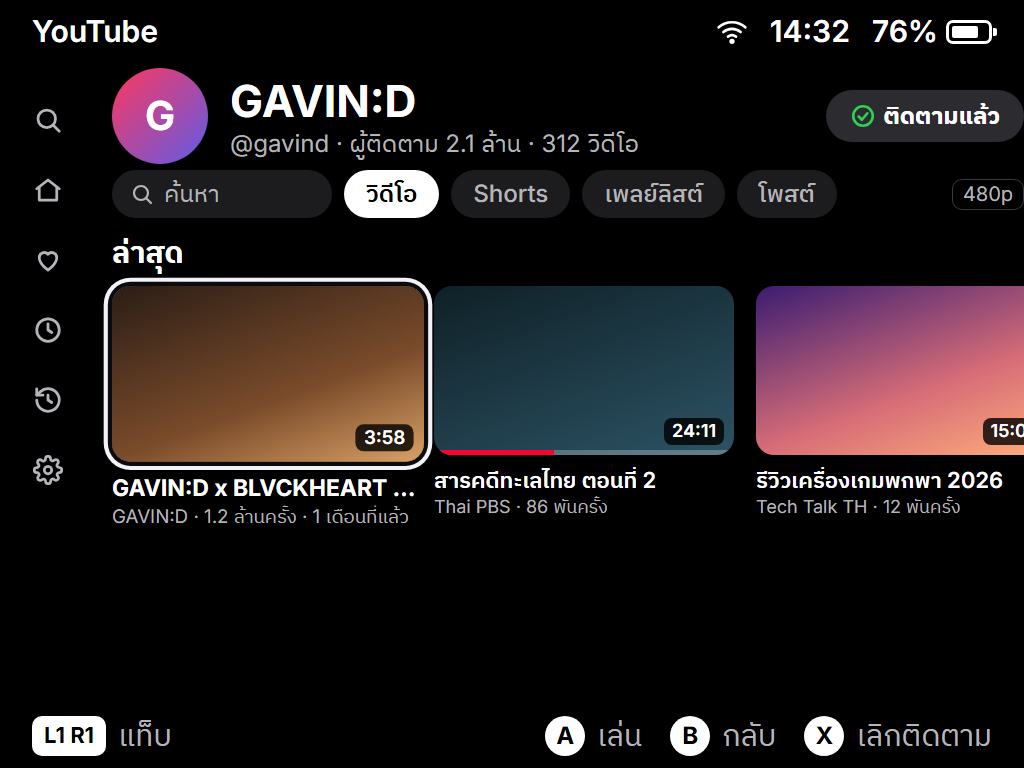 YouTube
14:32 76%
G
GAVIN:D
@gavind · ผู้ติดตาม 2.1 ล้าน · 312 วิดีโอ
ติดตามแล้ว
ค้นหา
วิดีโอ
Shorts
เพลย์ลิสต์
โพสต์
480p
ล่าสุด
3:58
24:11
15:0
GAVIN:D x BLVCKHEART ...
GAVIN:D · 1.2 ล้านครั้ง · 1 เดือนที่แล้ว
สารคดีทะเลไทย ตอนที่ 2
Thai PBS · 86 พันครั้ง
รีวิวเครื่องเกมพกพา 2026
Tech Talk TH · 12 พันครั้ง
L1 R1 แท็บ
A เล่น
B กลับ
X เลิกติดตาม